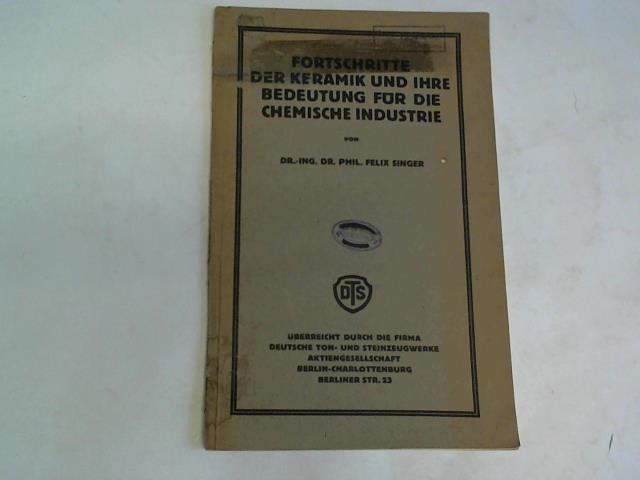 FORTSCHRITTE
DER KERAMIK UND IHRE
BEDEUTUNG FÜR DIE
CHEMISCHE INDUSTRIE
VON
DR.-ING. DR. PHIL. FELIX SINGER
DTS
ÜBERREICHT DURCH DIE FIRMA
DEUTSCHE TON- UND STEINZEUGWERKE
AKTIENGESELLSCHAFT
BERLIN-CHARLOTTENBURG
BERLINER STR. 23